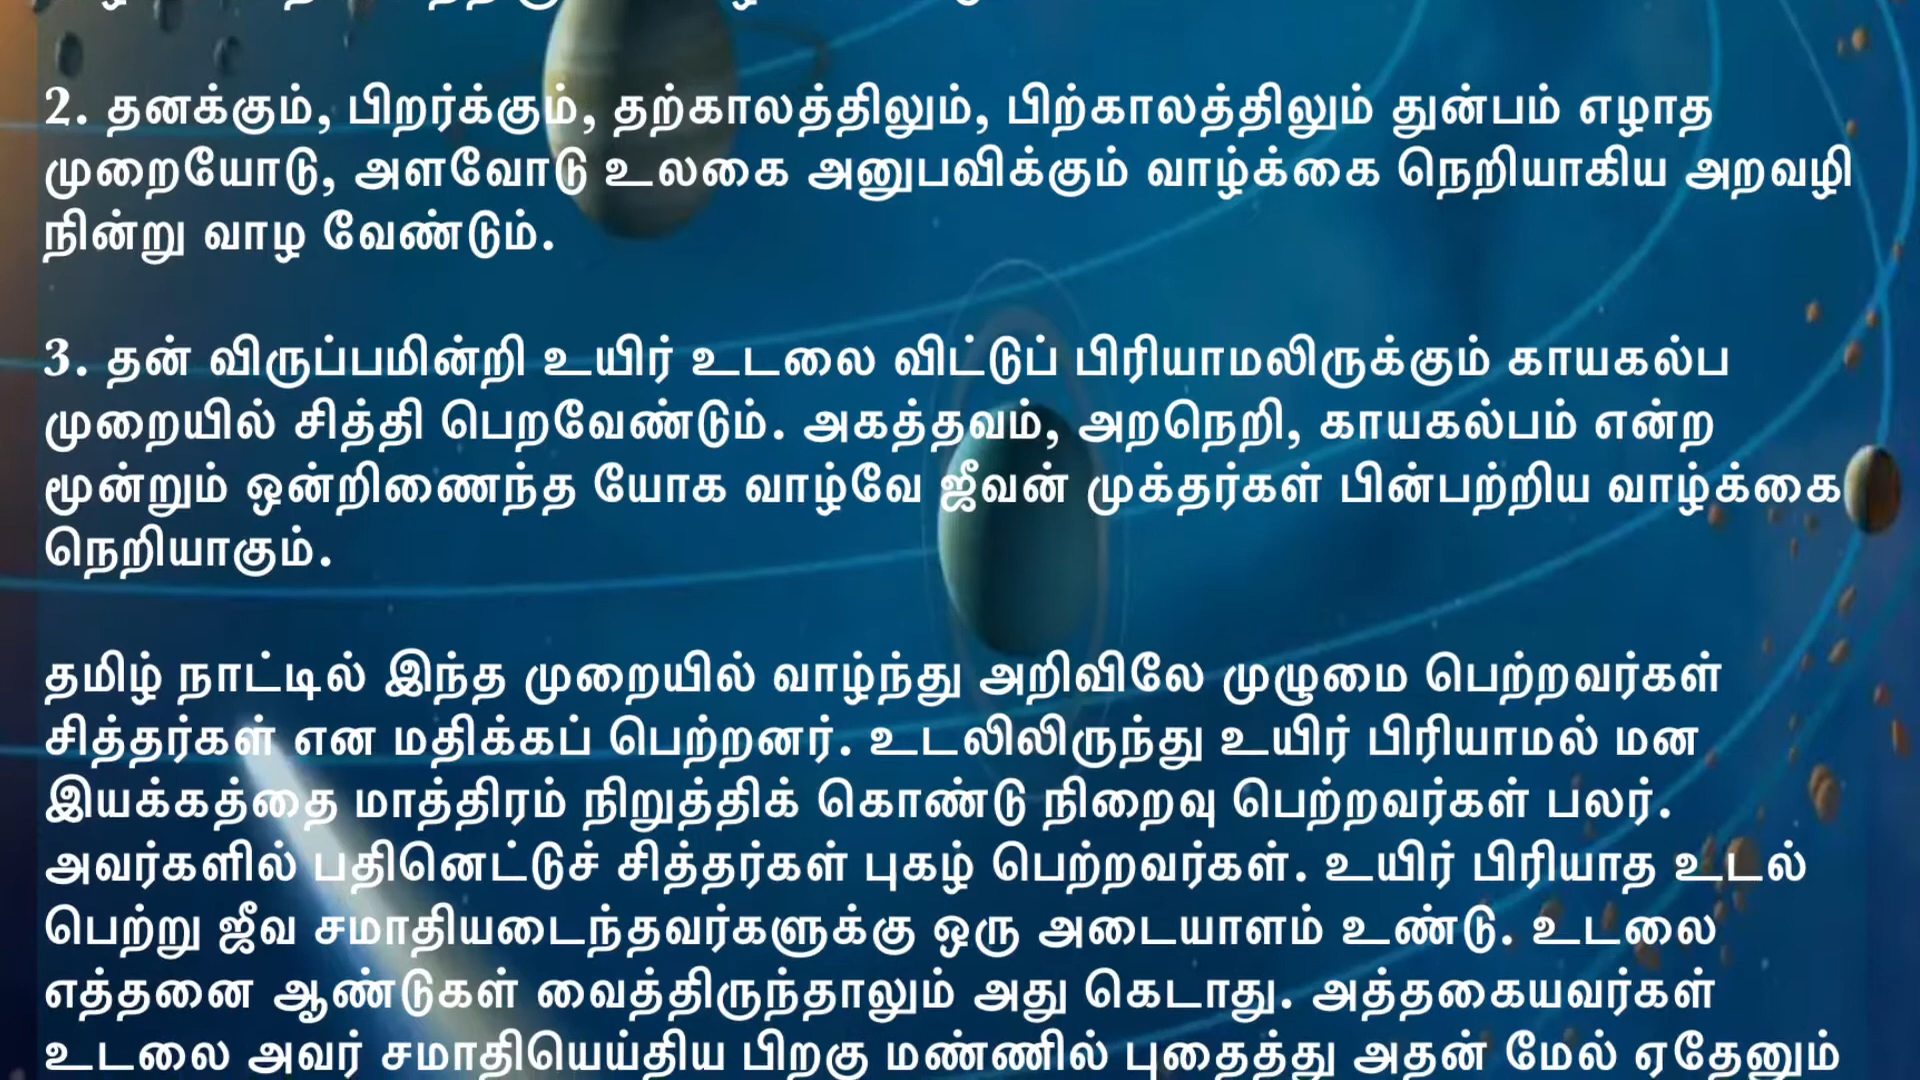 2. தனக்கும், பிறர்க்கும், தற்காலத்திலும், பிற்காலத்திலும் துன்பம் எழாத
முறையோடு, அளவோடு உலகை அனுபவிக்கும் வாழ்க்கை நெறியாகிய அறவழி
நின்று வாழ வேண்டும்.
3. தன் விருப்பமின்றி உயிர் உடலை விட்டுப் பிரியாமலிருக்கும் காயகல்ப
முறையில் சித்தி பெறவேண்டும். அகத்தவம், அறநெறி, காயகல்பம் என்ற
மூன்றும் ஒன்றிணைந்த யோக வாழ்வே ஜீவன் முக்தர்கள் பின்பற்றிய வாழ்க்கை
நெறியாகும்.
தமிழ் நாட்டில் இந்த முறையில் வாழ்ந்து அறிவிலே முழுமை பெற்றவர்கள்
சித்தர்கள் என மதிக்கப் பெற்றனர். உடலிலிருந்து உயிர் பிரியாமல் மன
இயக்கத்தை மாத்திரம் நிறுத்திக் கொண்டு நிறைவு பெற்றவர்கள் பலர்.
அவர்களில் பதினெட்டுச் சித்தர்கள் புகழ் பெற்றவர்கள். உயிர் பிரியாத உடல்
பெற்று ஜீவ சமாதியடைந்தவர்களுக்கு ஒரு அடையாளம் உண்டு. உடலை
எத்தனை ஆண்டுகள் வைத்திருந்தாலும் அது கெடாது. அத்தகையவர்கள்
உடலை அவர் சமாதியெய்திய பிறகு மண்ணில் புதைத்து அதன் மேல் ஏதேனும்